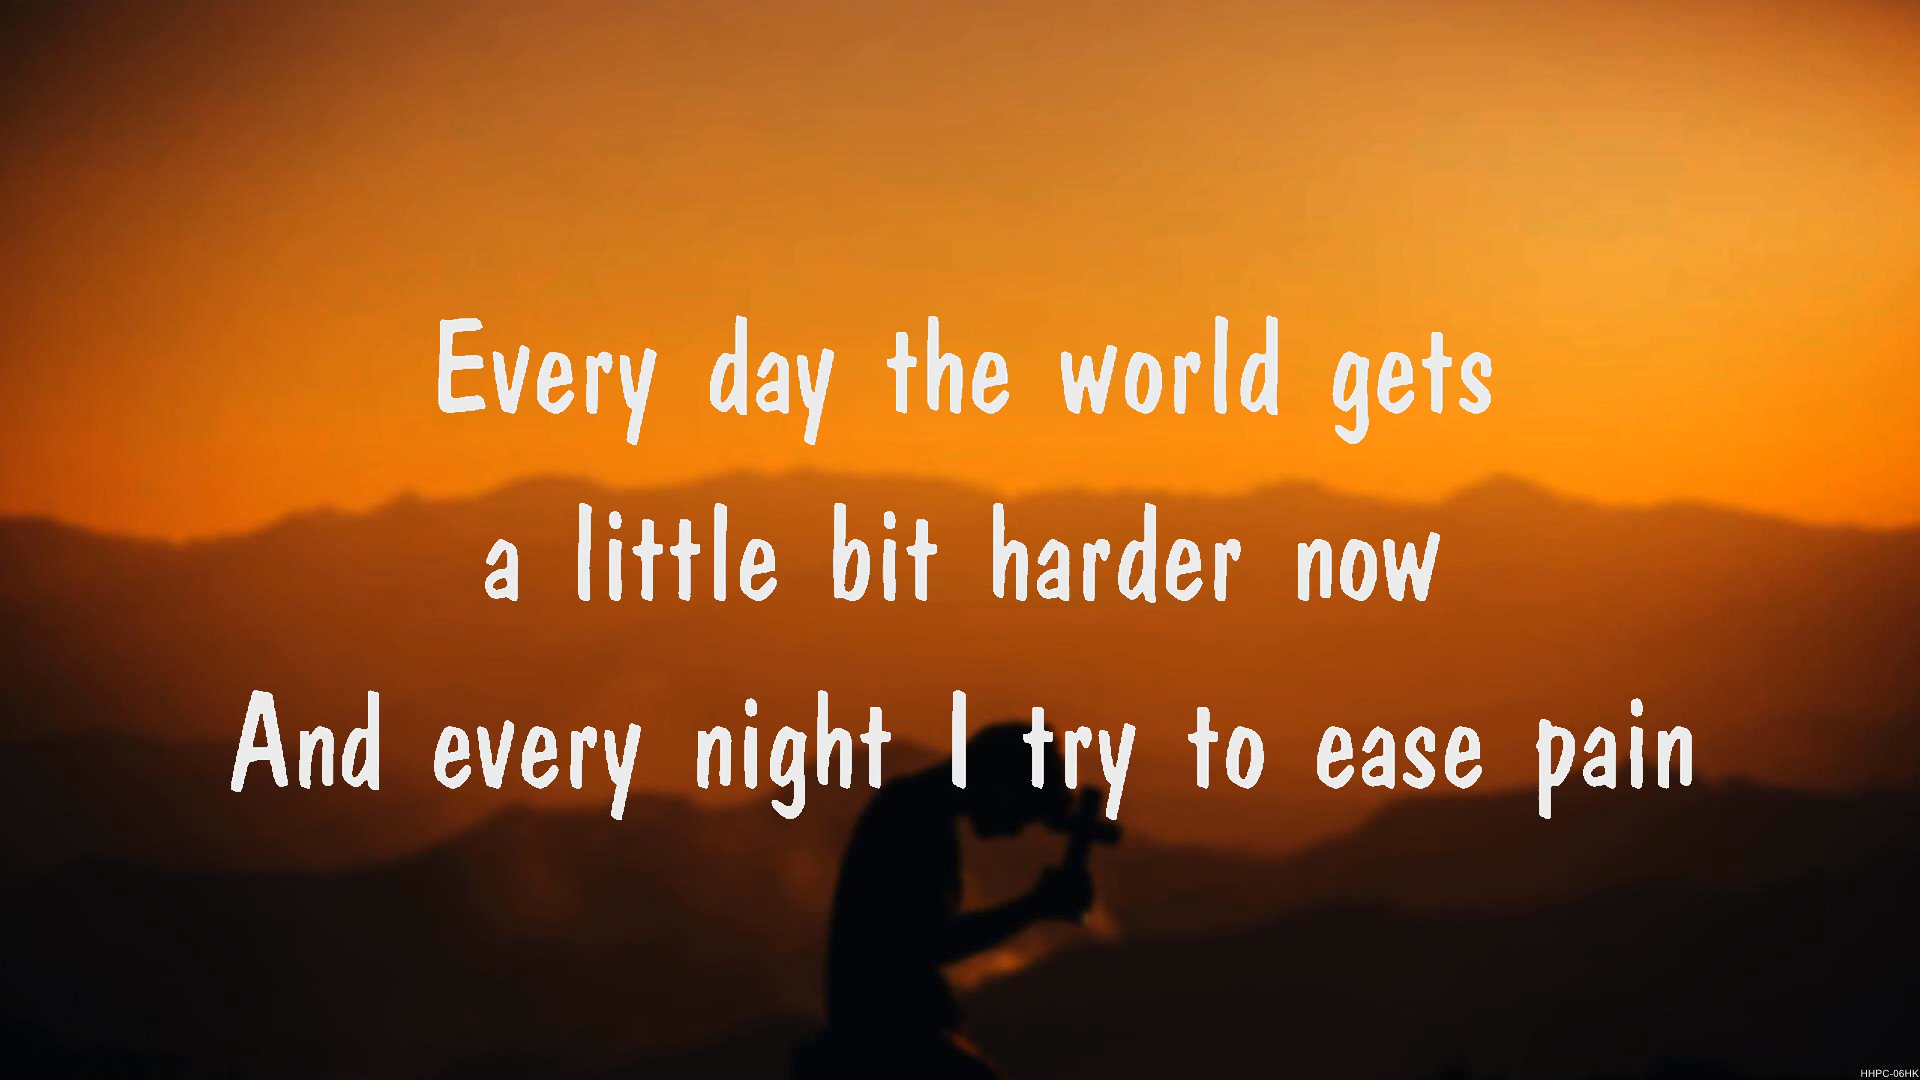 Every day the world gets
a little bit harder now
And every night I try to ease pain
HHPC-06HK